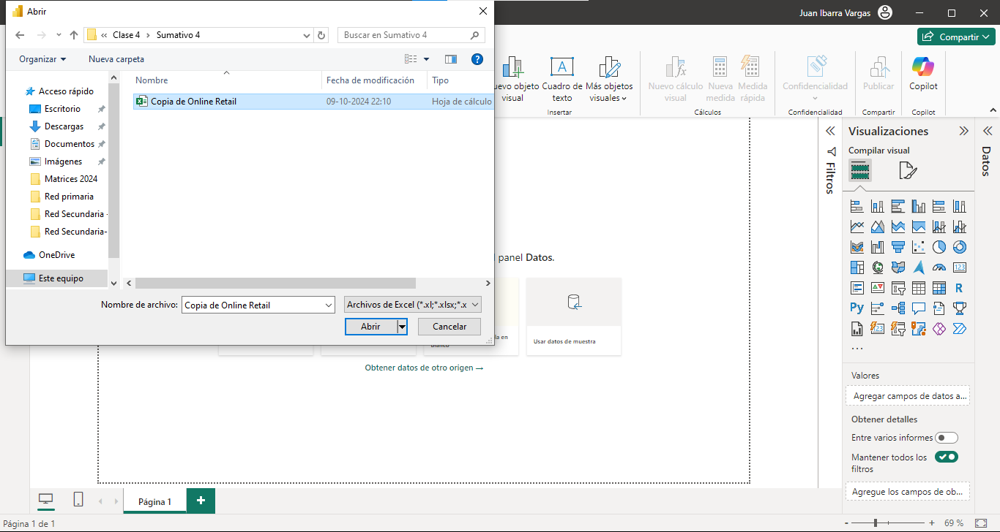 Abrir
Juan Ibarra Vargas
« Clase 4 › Sumativo 4
Buscar en Sumativo 4
Compartir
Organizar
Nueva carpeta
Nombre
Fecha de modificación
Tipo
Copia de Online Retail
09-10-2024 22:10
Hoja de cálculo
Acceso rápido
Escritorio
Descargas
Documentos
Imágenes
Matrices 2024
Red primaria
Red Secundaria -
Red Secundaria-
OneDrive
Este equipo
Nombre de archivo:
Copia de Online Retail
Archivos de Excel (*.xl;*.xlsx;*.x
Abrir
Cancelar
uevo objeto
visual
Cuadro de
texto
Más objetos
visuales
Insertar
Nuevo cálculo
visual
Nueva
medida
Medida
rápida
Cálculos
Confidencialidad
Confidencialidad
Publicar
Compartir
Copilot
Copilot
panel Datos.
la en
Usar datos de muestra
Obtener datos de otro origen →
Filtros
Visualizaciones
Compilar visual
Datos
123
R
Py
123
...
Valores
Agregar campos de datos a...
Obtener detalles
Entre varios informes
Mantener todos los
filtros
Agregue los campos de ob...
Página 1
+
Página 1 de 1
- + 69 %